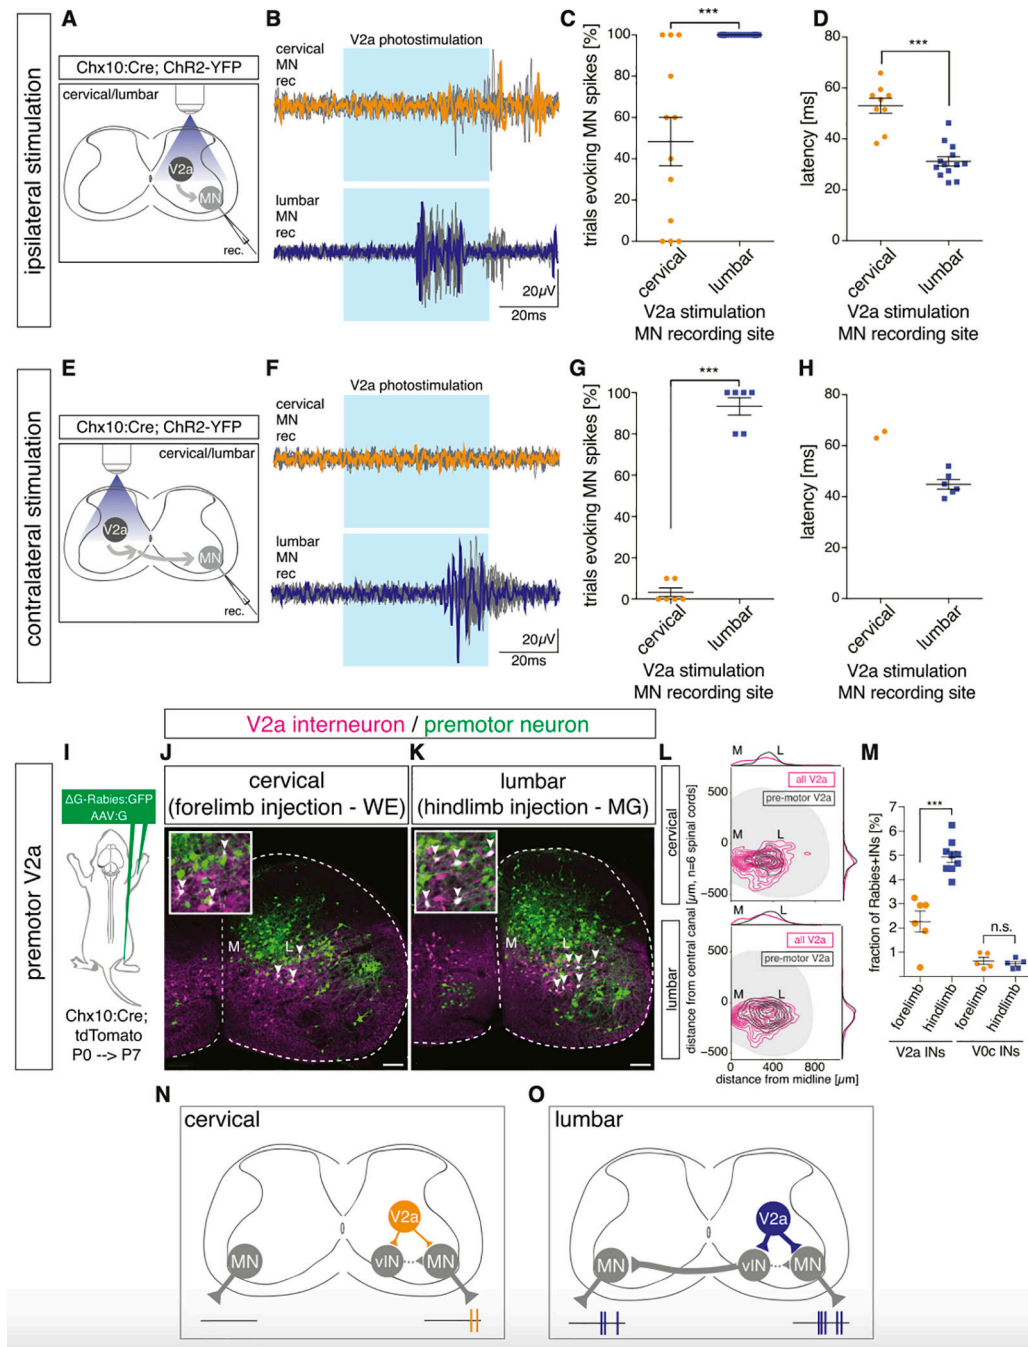 ipsilateral stimulation
A
Chx10:Cre; ChR2-YFP
cervical/lumbar
V2a
MN
rec.
B
V2a photostimulation
cervical
MN
rec
lumbar
MN
rec
20µV
20ms
C
***
trials evoking MN spikes [%]
100
80
60
40
20
0
cervical
lumbar
V2a stimulation
MN recording site
D
***
latency [ms]
80
60
40
20
0
cervical
lumbar
V2a stimulation
MN recording site
contralateral stimulation
E
Chx10:Cre; ChR2-YFP
cervical/lumbar
V2a
MN
rec.
F
V2a photostimulation
cervical
MN
rec
lumbar
MN
rec
20µV
20ms
G
***
trials evoking MN spikes [%]
100
80
60
40
20
0
cervical
lumbar
V2a stimulation
MN recording site
H
latency [ms]
80
60
40
20
0
cervical
lumbar
V2a stimulation
MN recording site
V2a interneuron / premotor neuron
premotor V2a
I
ΔG-Rabies:GFP
AAV:G
Chx10:Cre;
tdTomato
P0 --> P7
J
cervical
(forelimb injection - WE)
M
L
K
lumbar
(hindlimb injection - MG)
M
L
L
cervical
lumbar
distance from central canal [µm, n=6 spinal cords]
M L
all V2a
pre-motor V2a
500
M L
0
−500
all V2a
pre-motor V2a
500
M L
0
−500
0 400 800
distance from midline [µm]
M
fraction of Rabies+INs [%]
7
6
5
4
3
2
1
***
n.s.
forelimb
hindlimb
forelimb
hindlimb
V2a INs
V0c INs
N
cervical
V2a
MN
vIN
MN
O
lumbar
V2a
MN
vIN
MN